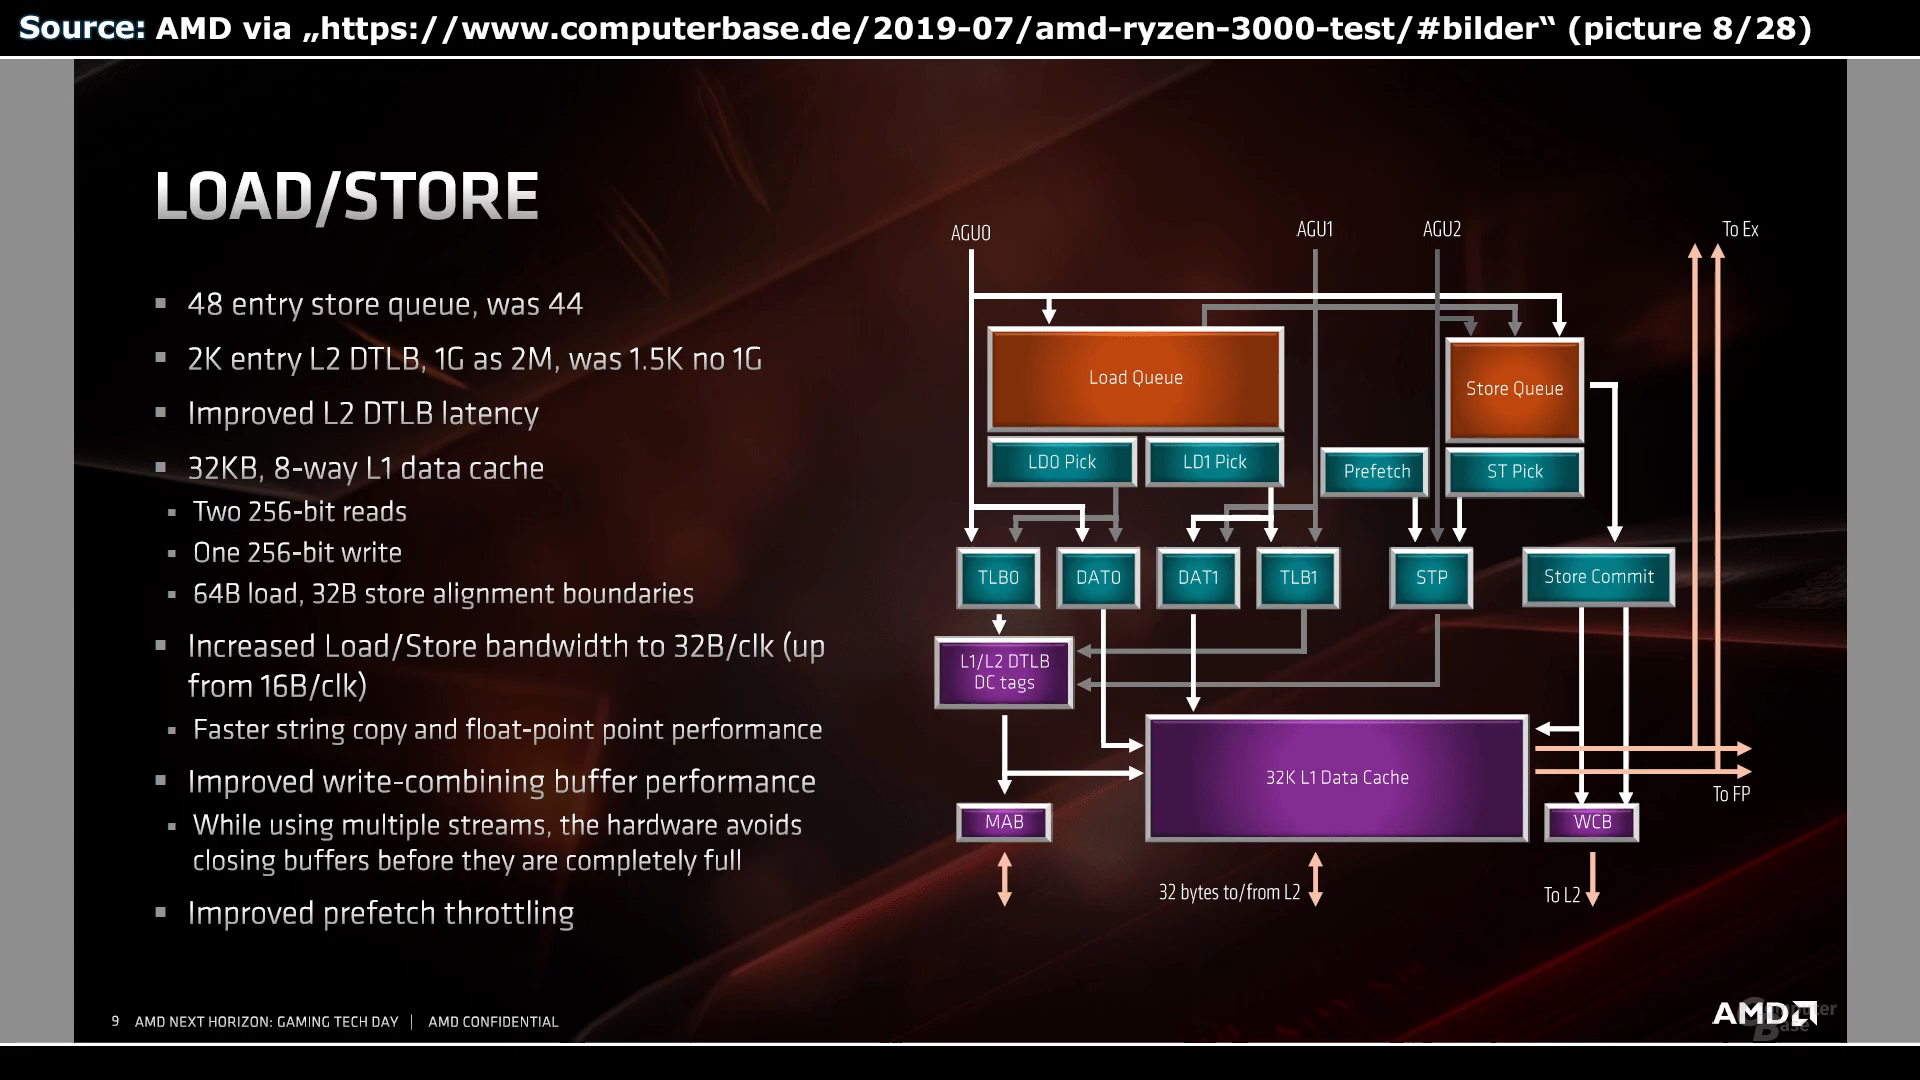 Source: AMD via „https://www.computerbase.de/2019-07/amd-ryzen-3000-test/#bilder“ (picture 8/28)
LOAD/STORE
▪ 48 entry store queue, was 44
▪ 2K entry L2 DTLB, 1G as 2M, was 1.5K no 1G
▪ Improved L2 DTLB latency
▪ 32KB, 8-way L1 data cache
▪ Two 256-bit reads
▪ One 256-bit write
▪ 64B load, 32B store alignment boundaries
▪ Increased Load/Store bandwidth to 32B/clk (up
from 16B/clk)
▪ Faster string copy and float-point point performance
▪ Improved write-combining buffer performance
▪ While using multiple streams, the hardware avoids
closing buffers before they are completely full
▪ Improved prefetch throttling
AGU0
AGU1
AGU2
To Ex
Load Queue
Store Queue
LD0 Pick
LD1 Pick
Prefetch
ST Pick
TLB0
DAT0
DAT1
TLB1
STP
Store Commit
L1/L2 DTLB
DC tags
32K L1 Data Cache
To FP
MAB
WCB
32 bytes to/from L2
To L2
9 AMD NEXT HORIZON: GAMING TECH DAY | AMD CONFIDENTIAL
AMD
ComputerBase